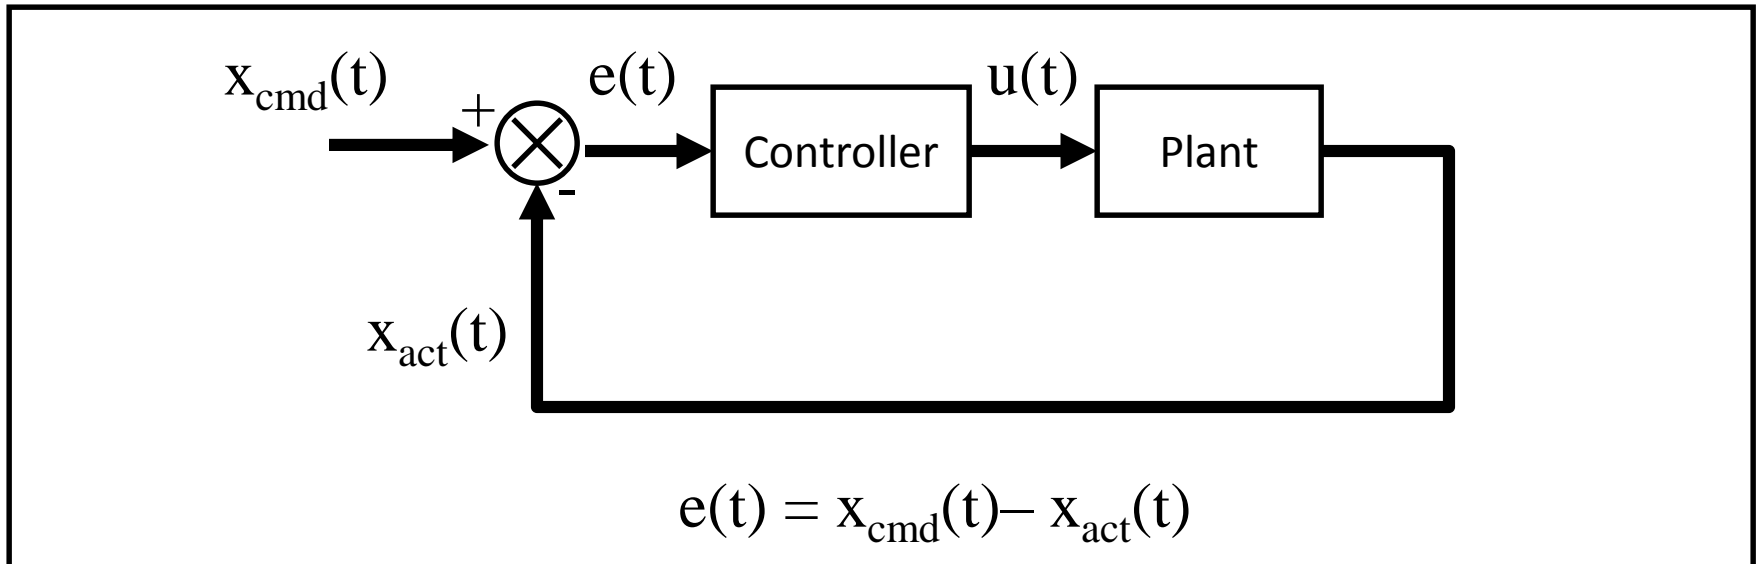 x_cmd(t) + e(t) u(t)
Controller Plant
-
x_act(t)
e(t) = x_cmd(t)– x_act(t)